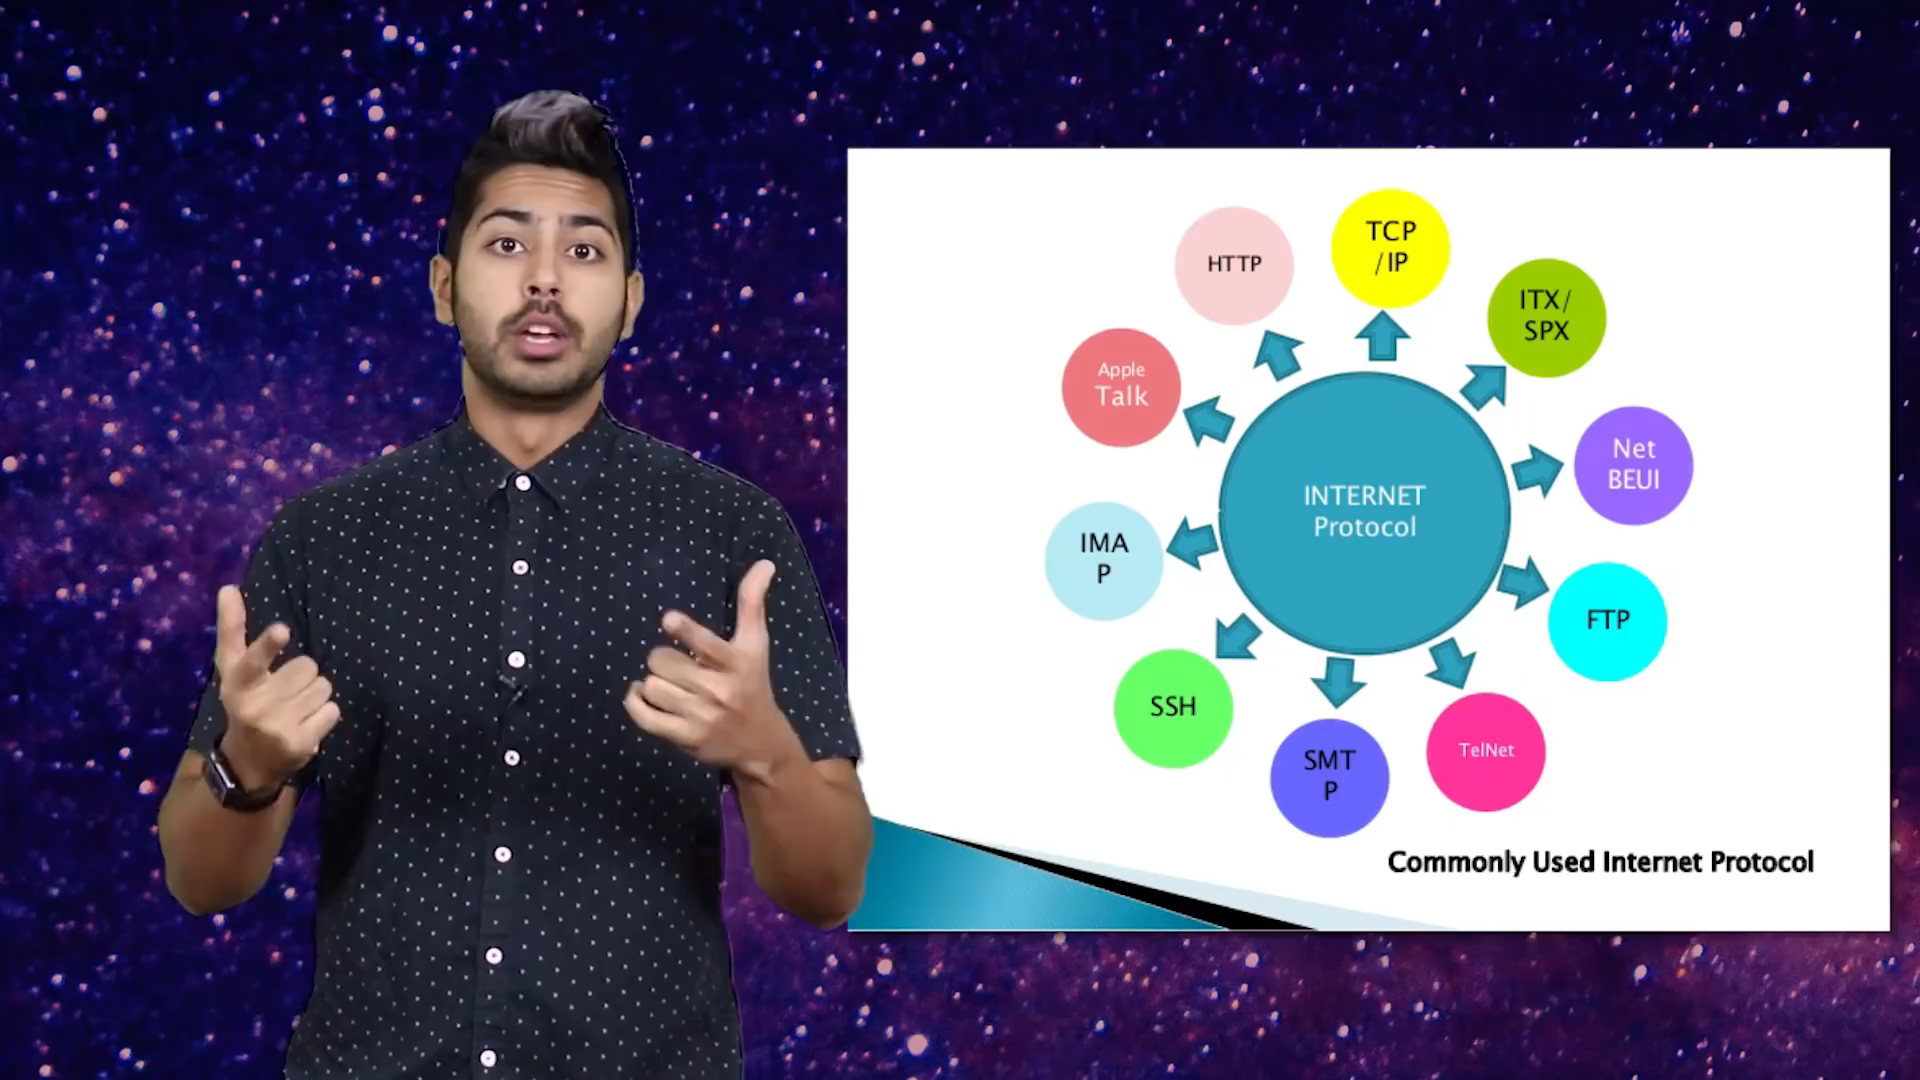 HTTP
TCP
/IP
ITX/
SPX
Apple
Talk
Net
BEUI
INTERNET
Protocol
IMA
P
FTP
SSH
SMT
P
TelNet
Commonly Used Internet Protocol